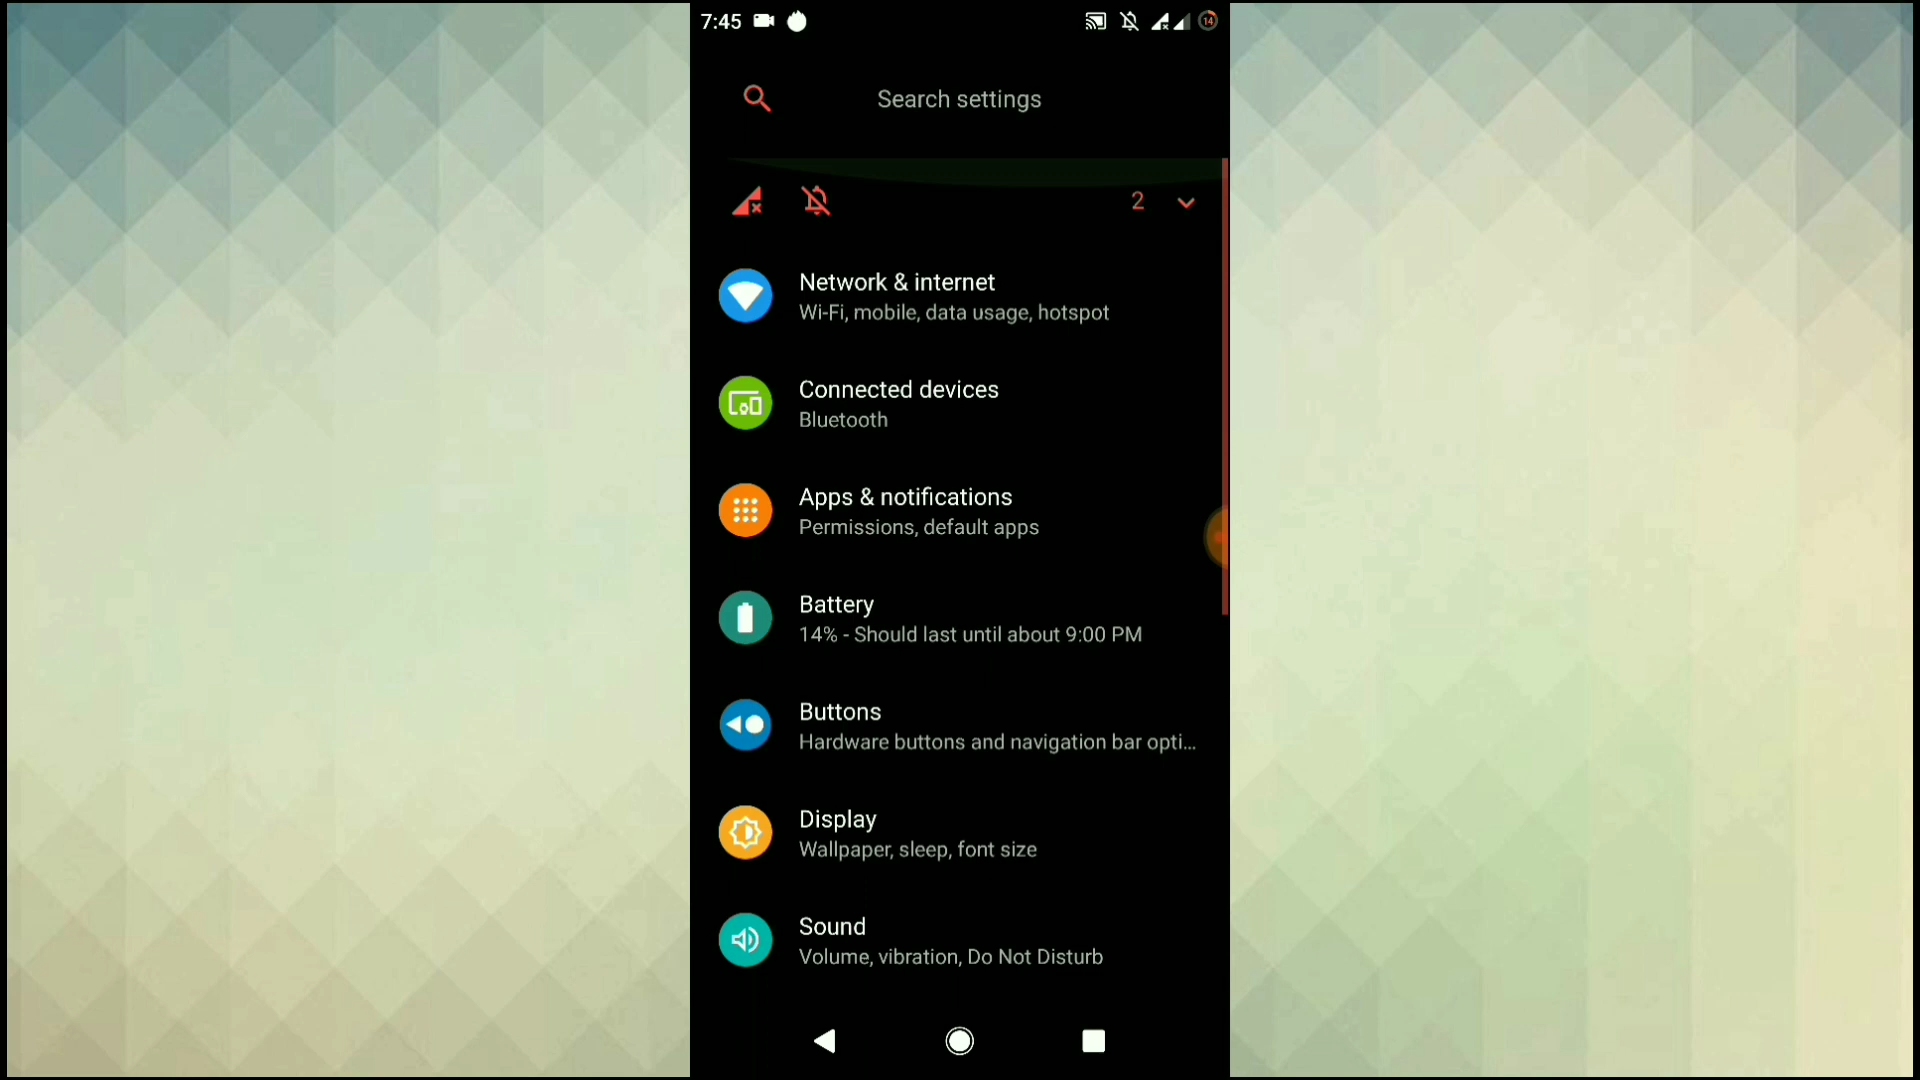 7:45
14
Search settings
2
Network & internet
Wi-Fi, mobile, data usage, hotspot
Connected devices
Bluetooth
Apps & notifications
Permissions, default apps
Battery
14% - Should last until about 9:00 PM
Buttons
Hardware buttons and navigation bar opti...
Display
Wallpaper, sleep, font size
Sound
Volume, vibration, Do Not Disturb